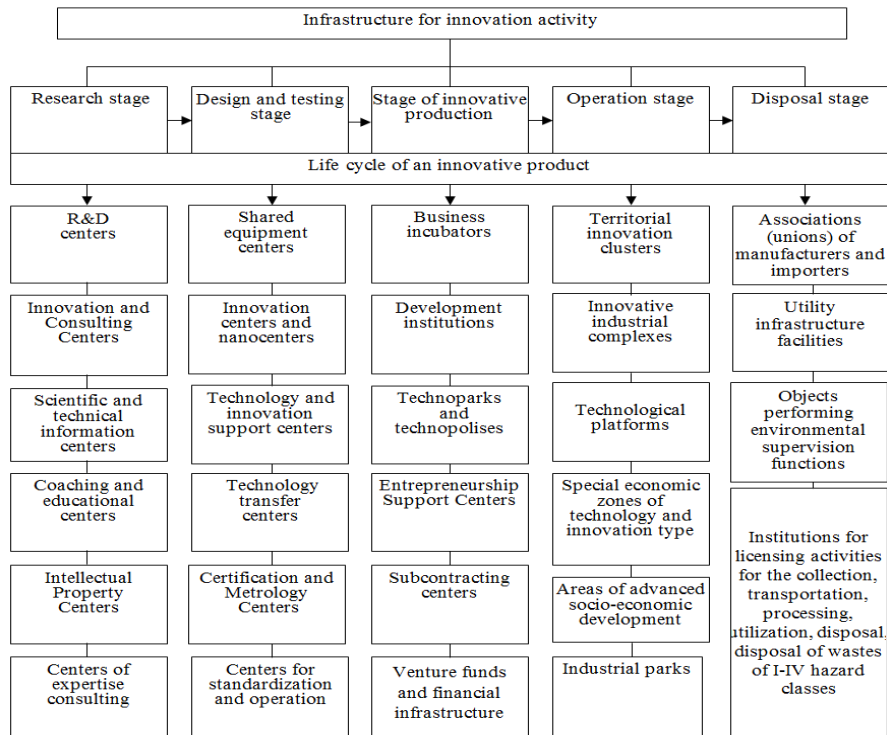 Infrastructure for innovation activity
Research stage
Design and testing
stage
Stage of innovative
production
Operation stage
Disposal stage
Life cycle of an innovative product
R&D
centers
Innovation and
Consulting
Centers
Scientific and
technical
information
centers
Coaching and
educational
centers
Intellectual
Property
Centers
Centers of
expertise
consulting
Shared
equipment
centers
Innovation
centers and
nanocenters
Technology and
innovation
support centers
Technology
transfer
centers
Certification and
Metrology
Centers
Centers for
standardization
and operation
Business
incubators
Development
institutions
Technoparks
and
technopolises
Entrepreneurship
Support Centers
Subcontracting
centers
Venture funds
and financial
infrastructure
Territorial
innovation
clusters
Innovative
industrial
complexes
Technological
platforms
Special economic
zones of
technology and
innovation type
Areas of advanced
socio-economic
development
Industrial parks
Associations
(unions) of
manufacturers and
importers
Utility
infrastructure
facilities
Objects
performing
environmental
supervision
functions
Institutions for
licensing activities
for the collection,
transportation,
processing,
utilization, disposal,
disposal of wastes
of I-IV hazard
classes